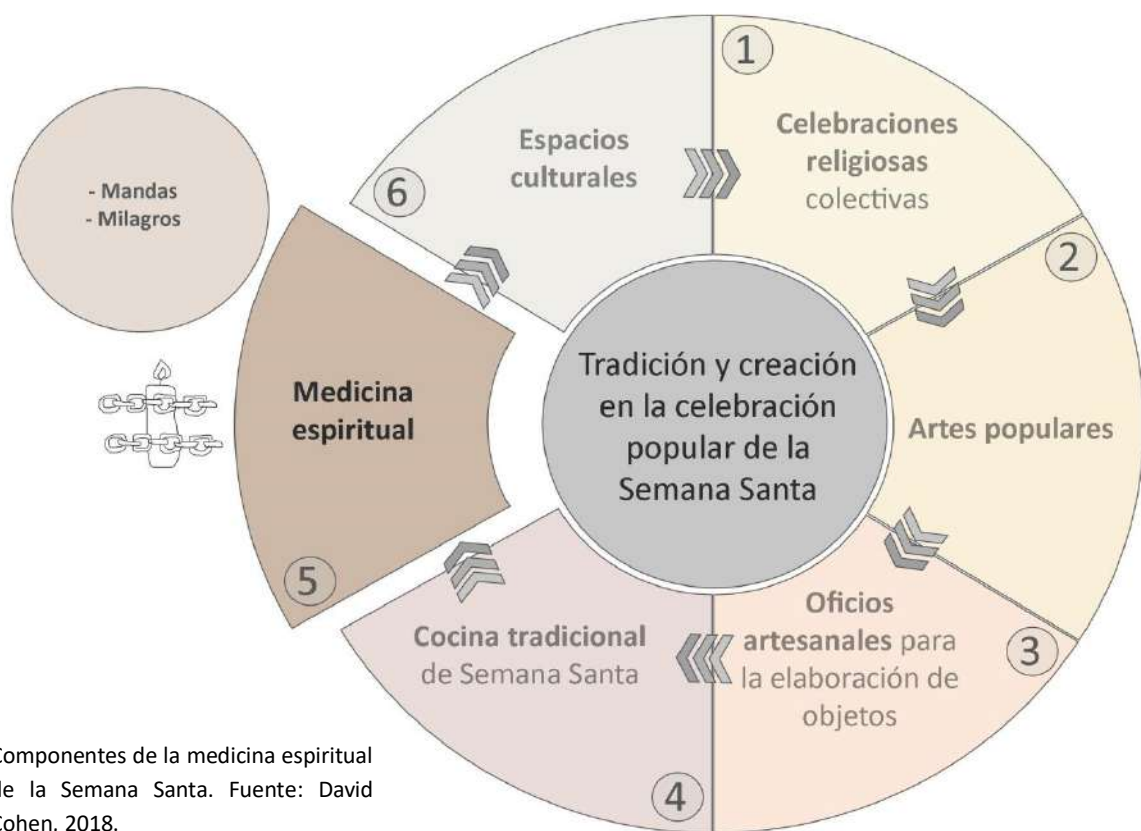 1
Celebraciones
religiosas
colectivas
2
Artes populares
3
Oficios
artesanales para
la elaboración de
objetos
4
Cocina tradicional
de Semana Santa
5
Medicina
espiritual
- Mandas
- Milagros
6
Espacios
culturales
Tradición y creación
en la celebración
popular de la
Semana Santa
Componentes de la medicina espiritual
de la Semana Santa. Fuente: David
Cohen. 2018.